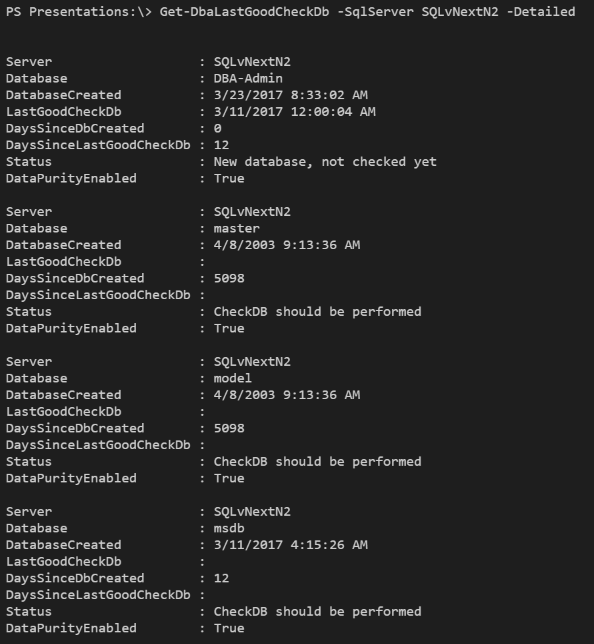 PS Presentations:\> Get-DbaLastGoodCheckDb -SqlServer SQLvNextN2 -Detailed
Server : SQLvNextN2
Database : DBA-Admin
DatabaseCreated : 3/23/2017 8:33:02 AM
LastGoodCheckDb : 3/11/2017 12:00:04 AM
DaysSinceDbCreated : 0
DaysSinceLastGoodCheckDb : 12
Status : New database, not checked yet
DataPurityEnabled : True
Server : SQLvNextN2
Database : master
DatabaseCreated : 4/8/2003 9:13:36 AM
LastGoodCheckDb :
DaysSinceDbCreated : 5098
DaysSinceLastGoodCheckDb :
Status : CheckDB should be performed
DataPurityEnabled : True
Server : SQLvNextN2
Database : model
DatabaseCreated : 4/8/2003 9:13:36 AM
LastGoodCheckDb :
DaysSinceDbCreated : 5098
DaysSinceLastGoodCheckDb :
Status : CheckDB should be performed
DataPurityEnabled : True
Server : SQLvNextN2
Database : msdb
DatabaseCreated : 3/11/2017 4:15:26 AM
LastGoodCheckDb :
DaysSinceDbCreated : 12
DaysSinceLastGoodCheckDb :
Status : CheckDB should be performed
DataPurityEnabled : True